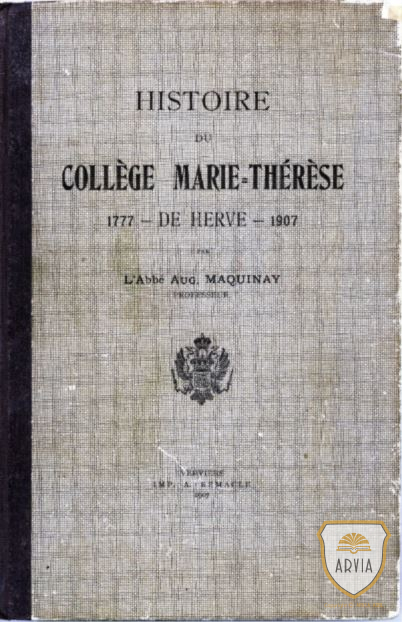 HISTOIRE
DU
COLLÈGE MARIE-THÉRÈSE
1777 — DE HERVE — 1907
PAR
L'Abbé AUG. MAQUINAY
PROFESSEUR
VERVIERS
IMP. A. REMACLE
1907
ARVIA